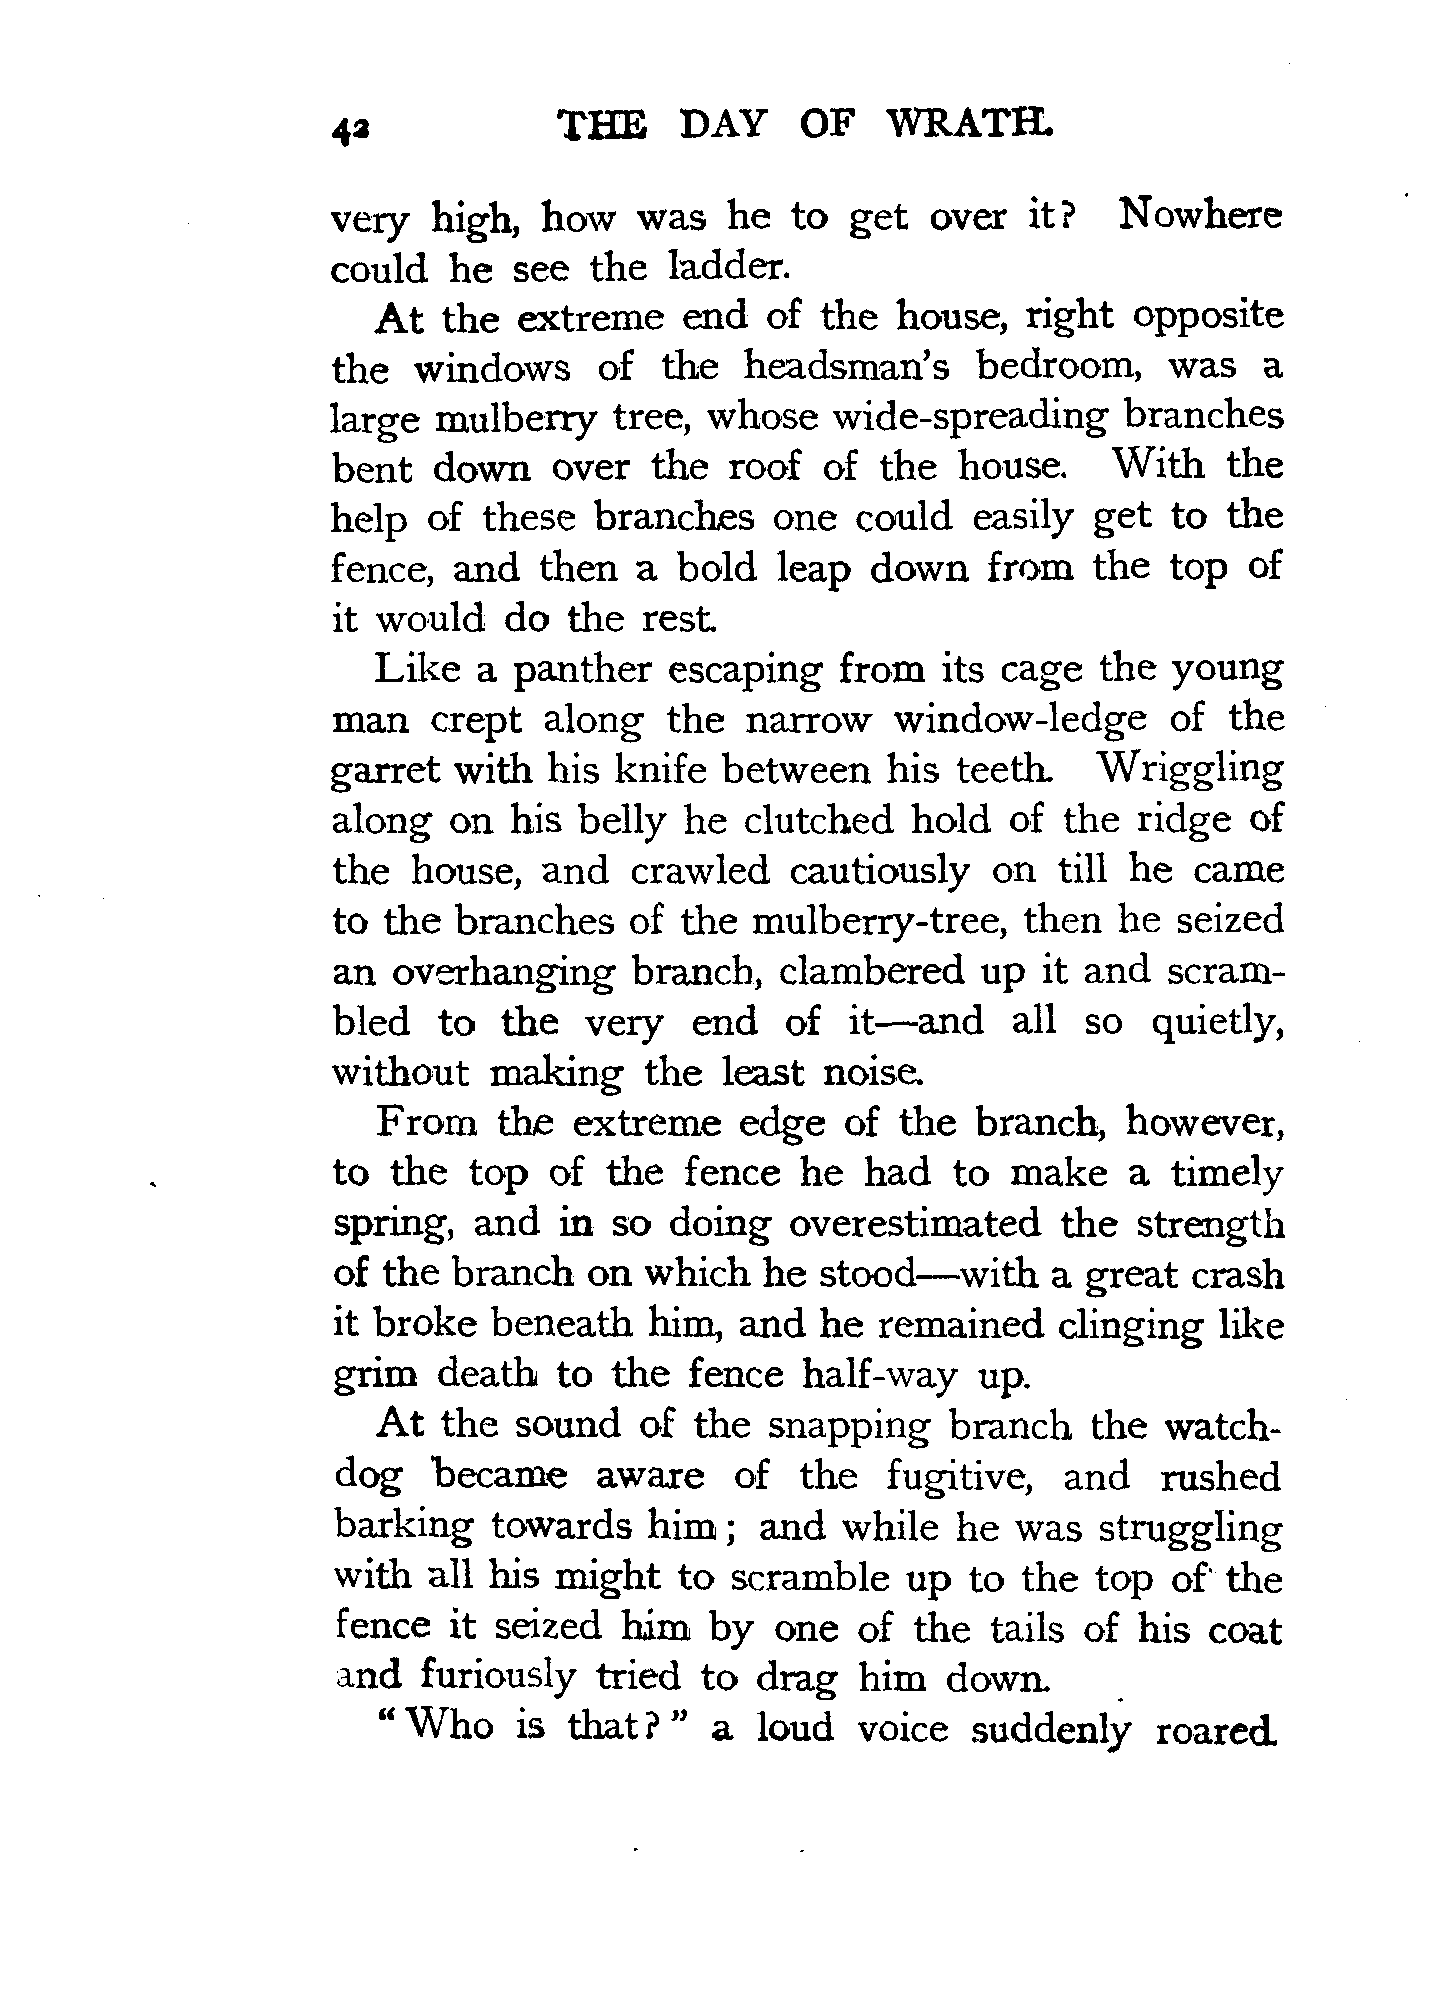 42 THE DAY OF WRATH.
very high, how was he to get over it? Nowhere
could he see the ladder.
At the extreme end of the house, right opposite
the windows of the headsman's bedroom, was a
large mulberry tree, whose wide-spreading branches
bent down over the roof of the house. With the
help of these branches one could easily get to the
fence, and then a bold leap down from the top of
it would do the rest.
Like a panther escaping from its cage the young
man crept along the narrow window-ledge of the
garret with his knife between his teeth. Wriggling
along on his belly he clutched hold of the ridge of
the house, and crawled cautiously on till he came
to the branches of the mulberry-tree, then he seized
an overhanging branch, clambered up it and scram-
bled to the very end of it—and all so quietly,
without making the least noise.
From the extreme edge of the branch, however,
to the top of the fence he had to make a timely
spring, and in so doing overestimated the strength
of the branch on which he stood—with a great crash
it broke beneath him, and he remained clinging like
grim death to the fence half-way up.
At the sound of the snapping branch the watch-
dog became aware of the fugitive, and rushed
barking towards him; and while he was struggling
with all his might to scramble up to the top of the
fence it seized him by one of the tails of his coat
and furiously tried to drag him down.
"Who is that?" a loud voice suddenly roared